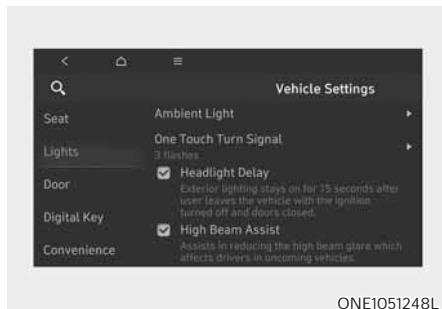 Vehicle Settings
Seat
Lights
Door
Digital Key
Convenience
Ambient Light
One Touch Turn Signal
3 flashes
Headlight Delay
Exterior lighting stays on for 15 seconds after
user leaves the vehicle with the ignition
turned off and doors closed.
High Beam Assist
Assists in reducing the high beam glare which
affects drivers in oncoming vehicles.
ONE1051248L